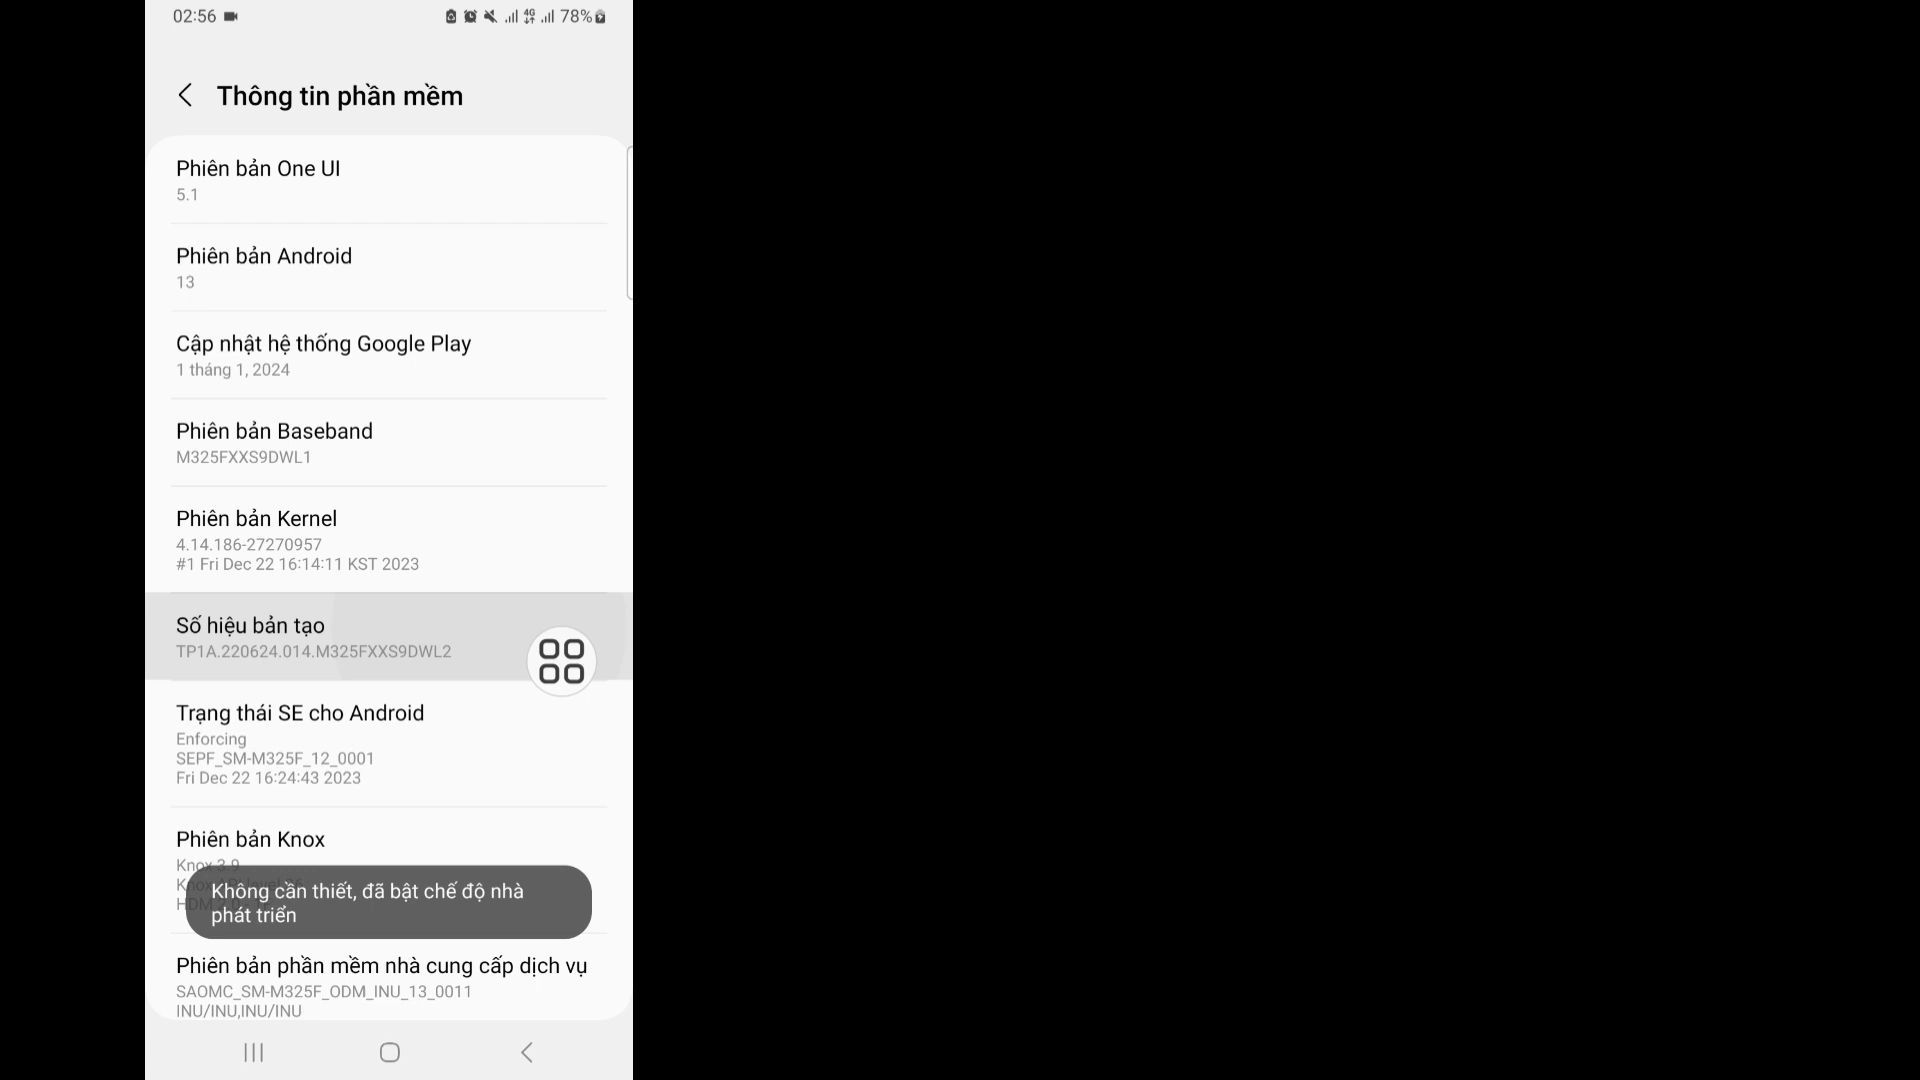 02:56
4G
78%
Thông tin phần mềm
Phiên bản One UI
5.1
Phiên bản Android
13
Cập nhật hệ thống Google Play
1 tháng 1, 2024
Phiên bản Baseband
M325FXXS9DWL1
Phiên bản Kernel
4.14.186-27270957
#1 Fri Dec 22 16:14:11 KST 2023
Số hiệu bản tạo
TP1A.220624.014.M325FXXS9DWL2
Trạng thái SE cho Android
Enforcing
SEPF_SM-M325F_12_0001
Fri Dec 22 16:24:43 2023
Phiên bản Knox
Knox 3.9
Không cần thiết, đã bật chế độ nhà
phát triển
Phiên bản phần mềm nhà cung cấp dịch vụ
SAOMC_SM-M325F_ODM_INU_13_0011
INU/INU,INU/INU